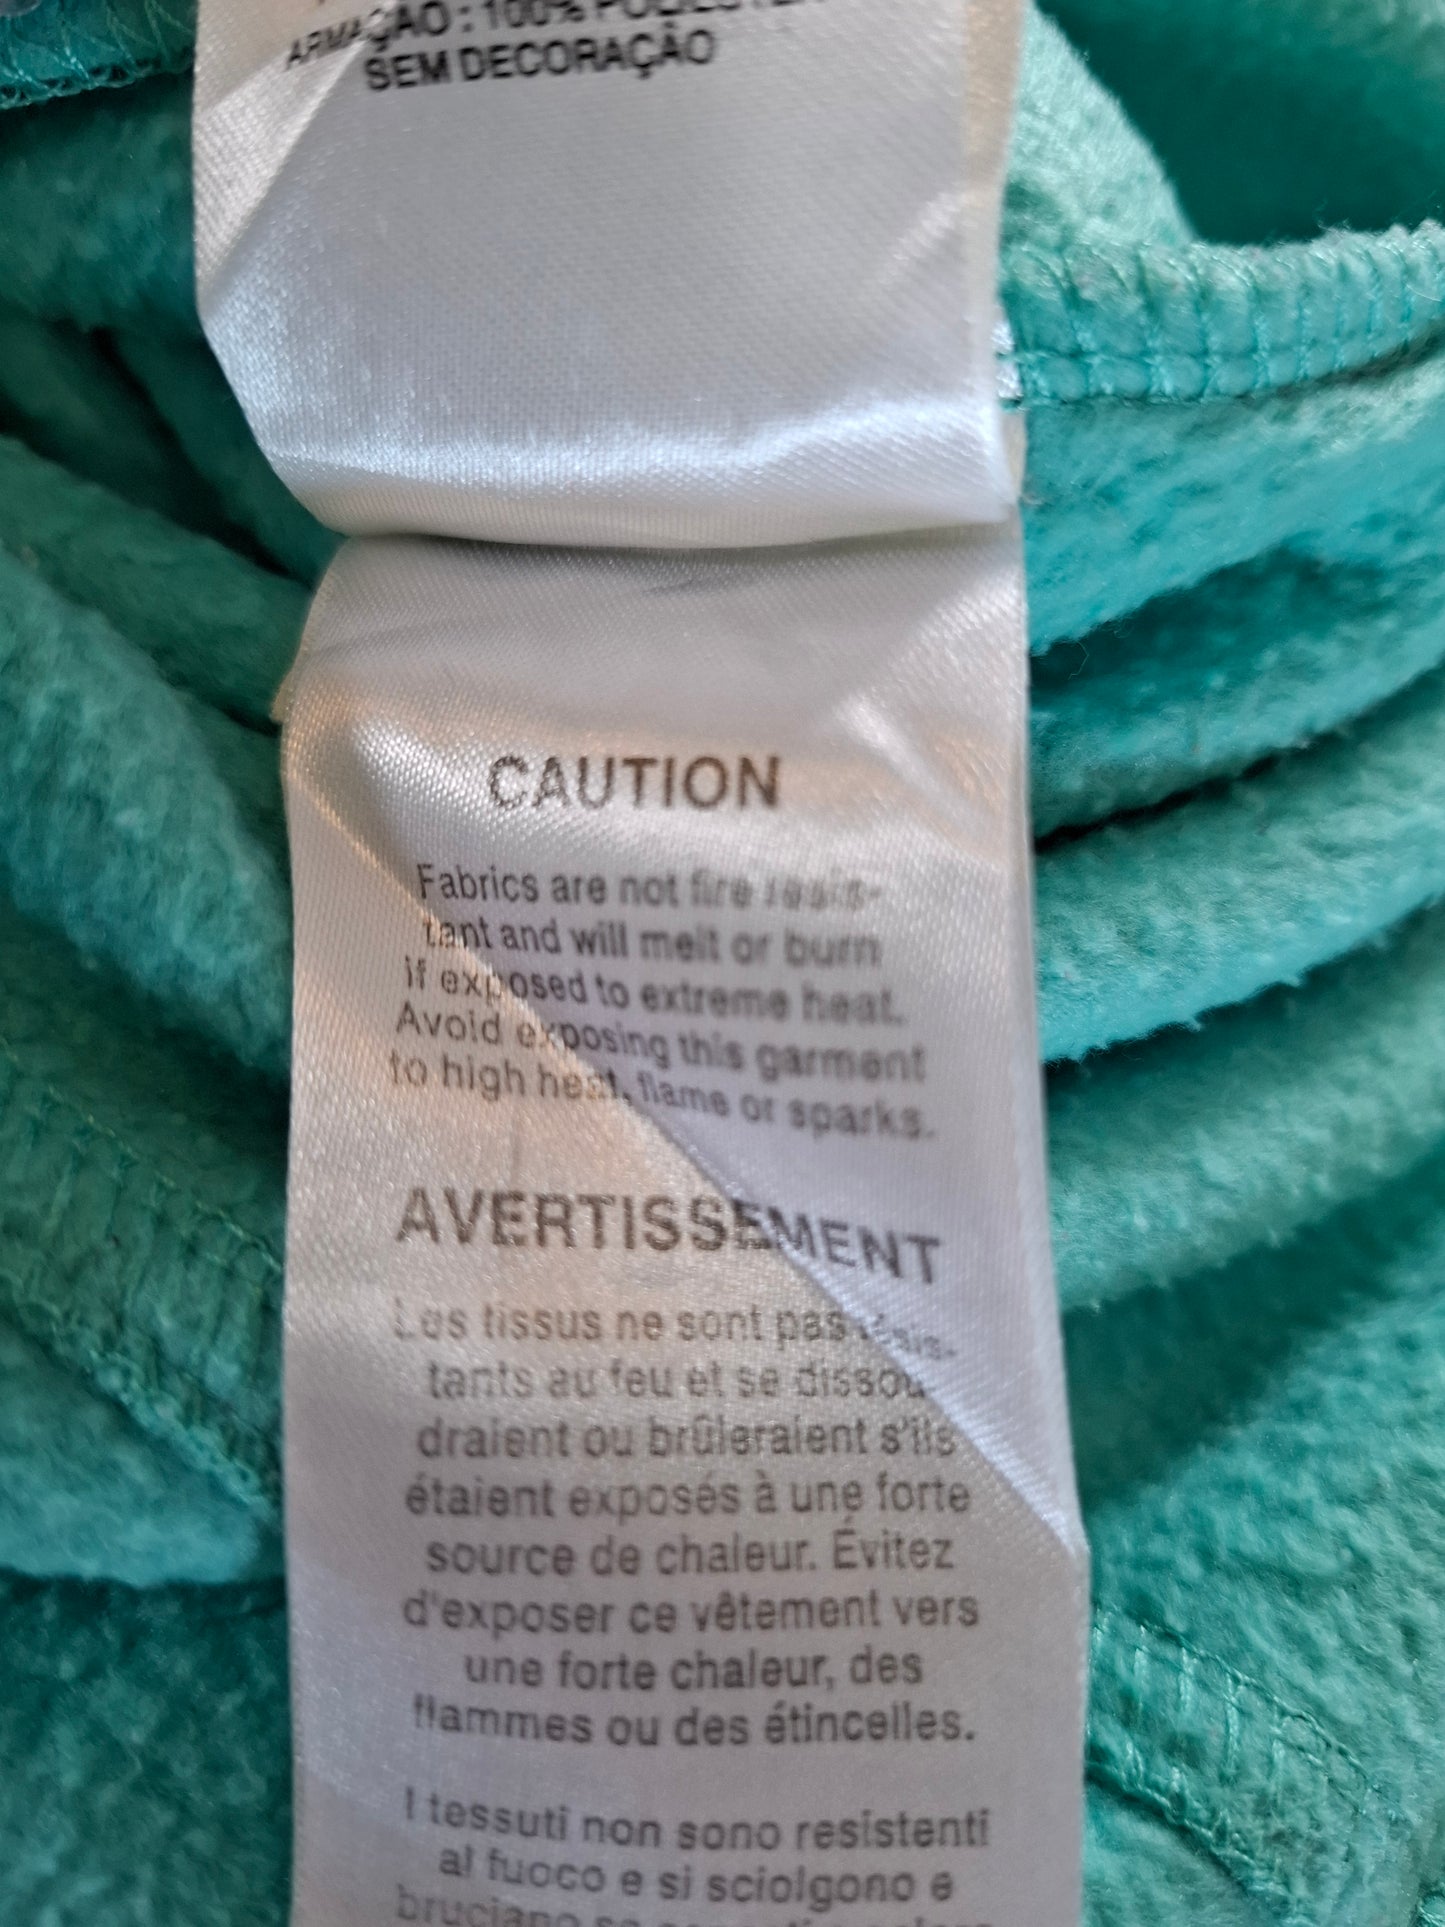 ARMAÇÃO : 100% POLIÉSTER
SEM DECORAÇÃO
CAUTION
Fabrics are not fire resis-
tant and will melt or burn
if exposed to extreme heat.
Avoid exposing this garment
to high heat, flame or sparks.
AVERTISSEMENT
Les tissus ne sont pas résis-
tants au feu et se dissou-
draient ou brûleraient s'ils
étaient exposés à une forte
source de chaleur. Évitez
d'exposer ce vêtement vers
une forte chaleur, des
flammes ou des étincelles.
I tessuti non sono resistenti
al fuoco e si sciolgono e
bruciano se